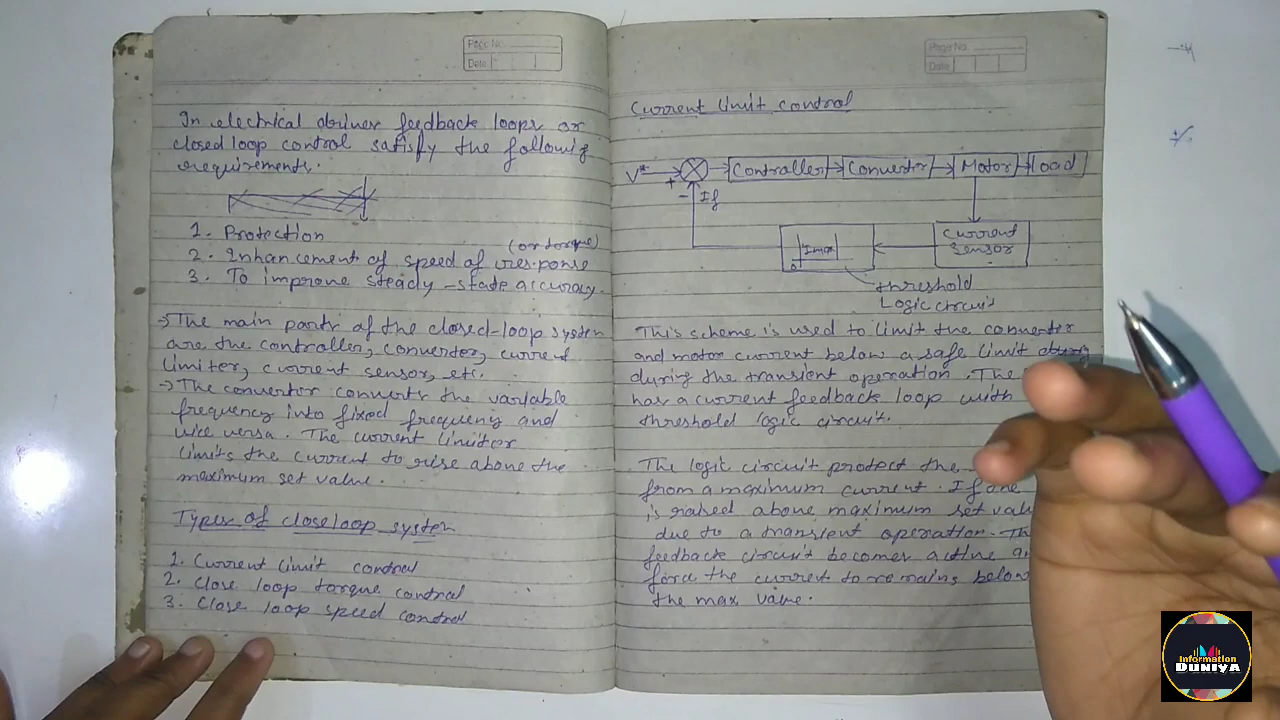 Page No.
Date
In electrical driver feedback loops or
closed loop control satisfy the following
requirements.
1. Protection
(or torque)
2. Enhancement of speed of response
3. To improve steady-state accuracy.
→ The main parts of the closed-loop system
are the controller, converter, current
limiter, current sensor, etc.
→ The convertor converts the variable
frequency into fixed frequency and
vice versa. The current limiter
limits the current to rise above the
maximum set value.
Types of close loop system
1. Current limit control
2. Close loop torque control
3. Close loop speed control
Page No.
Date
Current limit control
V* + Controller Converter Motor Load
- If
Imax
0
Current
Sensor
threshold
Logic circuit
This scheme is used to limit the converter
and motor current below a safe limit
during the transient operation. The
has a current feedback loop with
threshold logic circuit.
The logic circuit protect the
from a maximum current. If
is raised above maximum set
due to a transient operation.
feedback circuit becomes active
force the current to remains below
the max value.
Information
DUNIYA